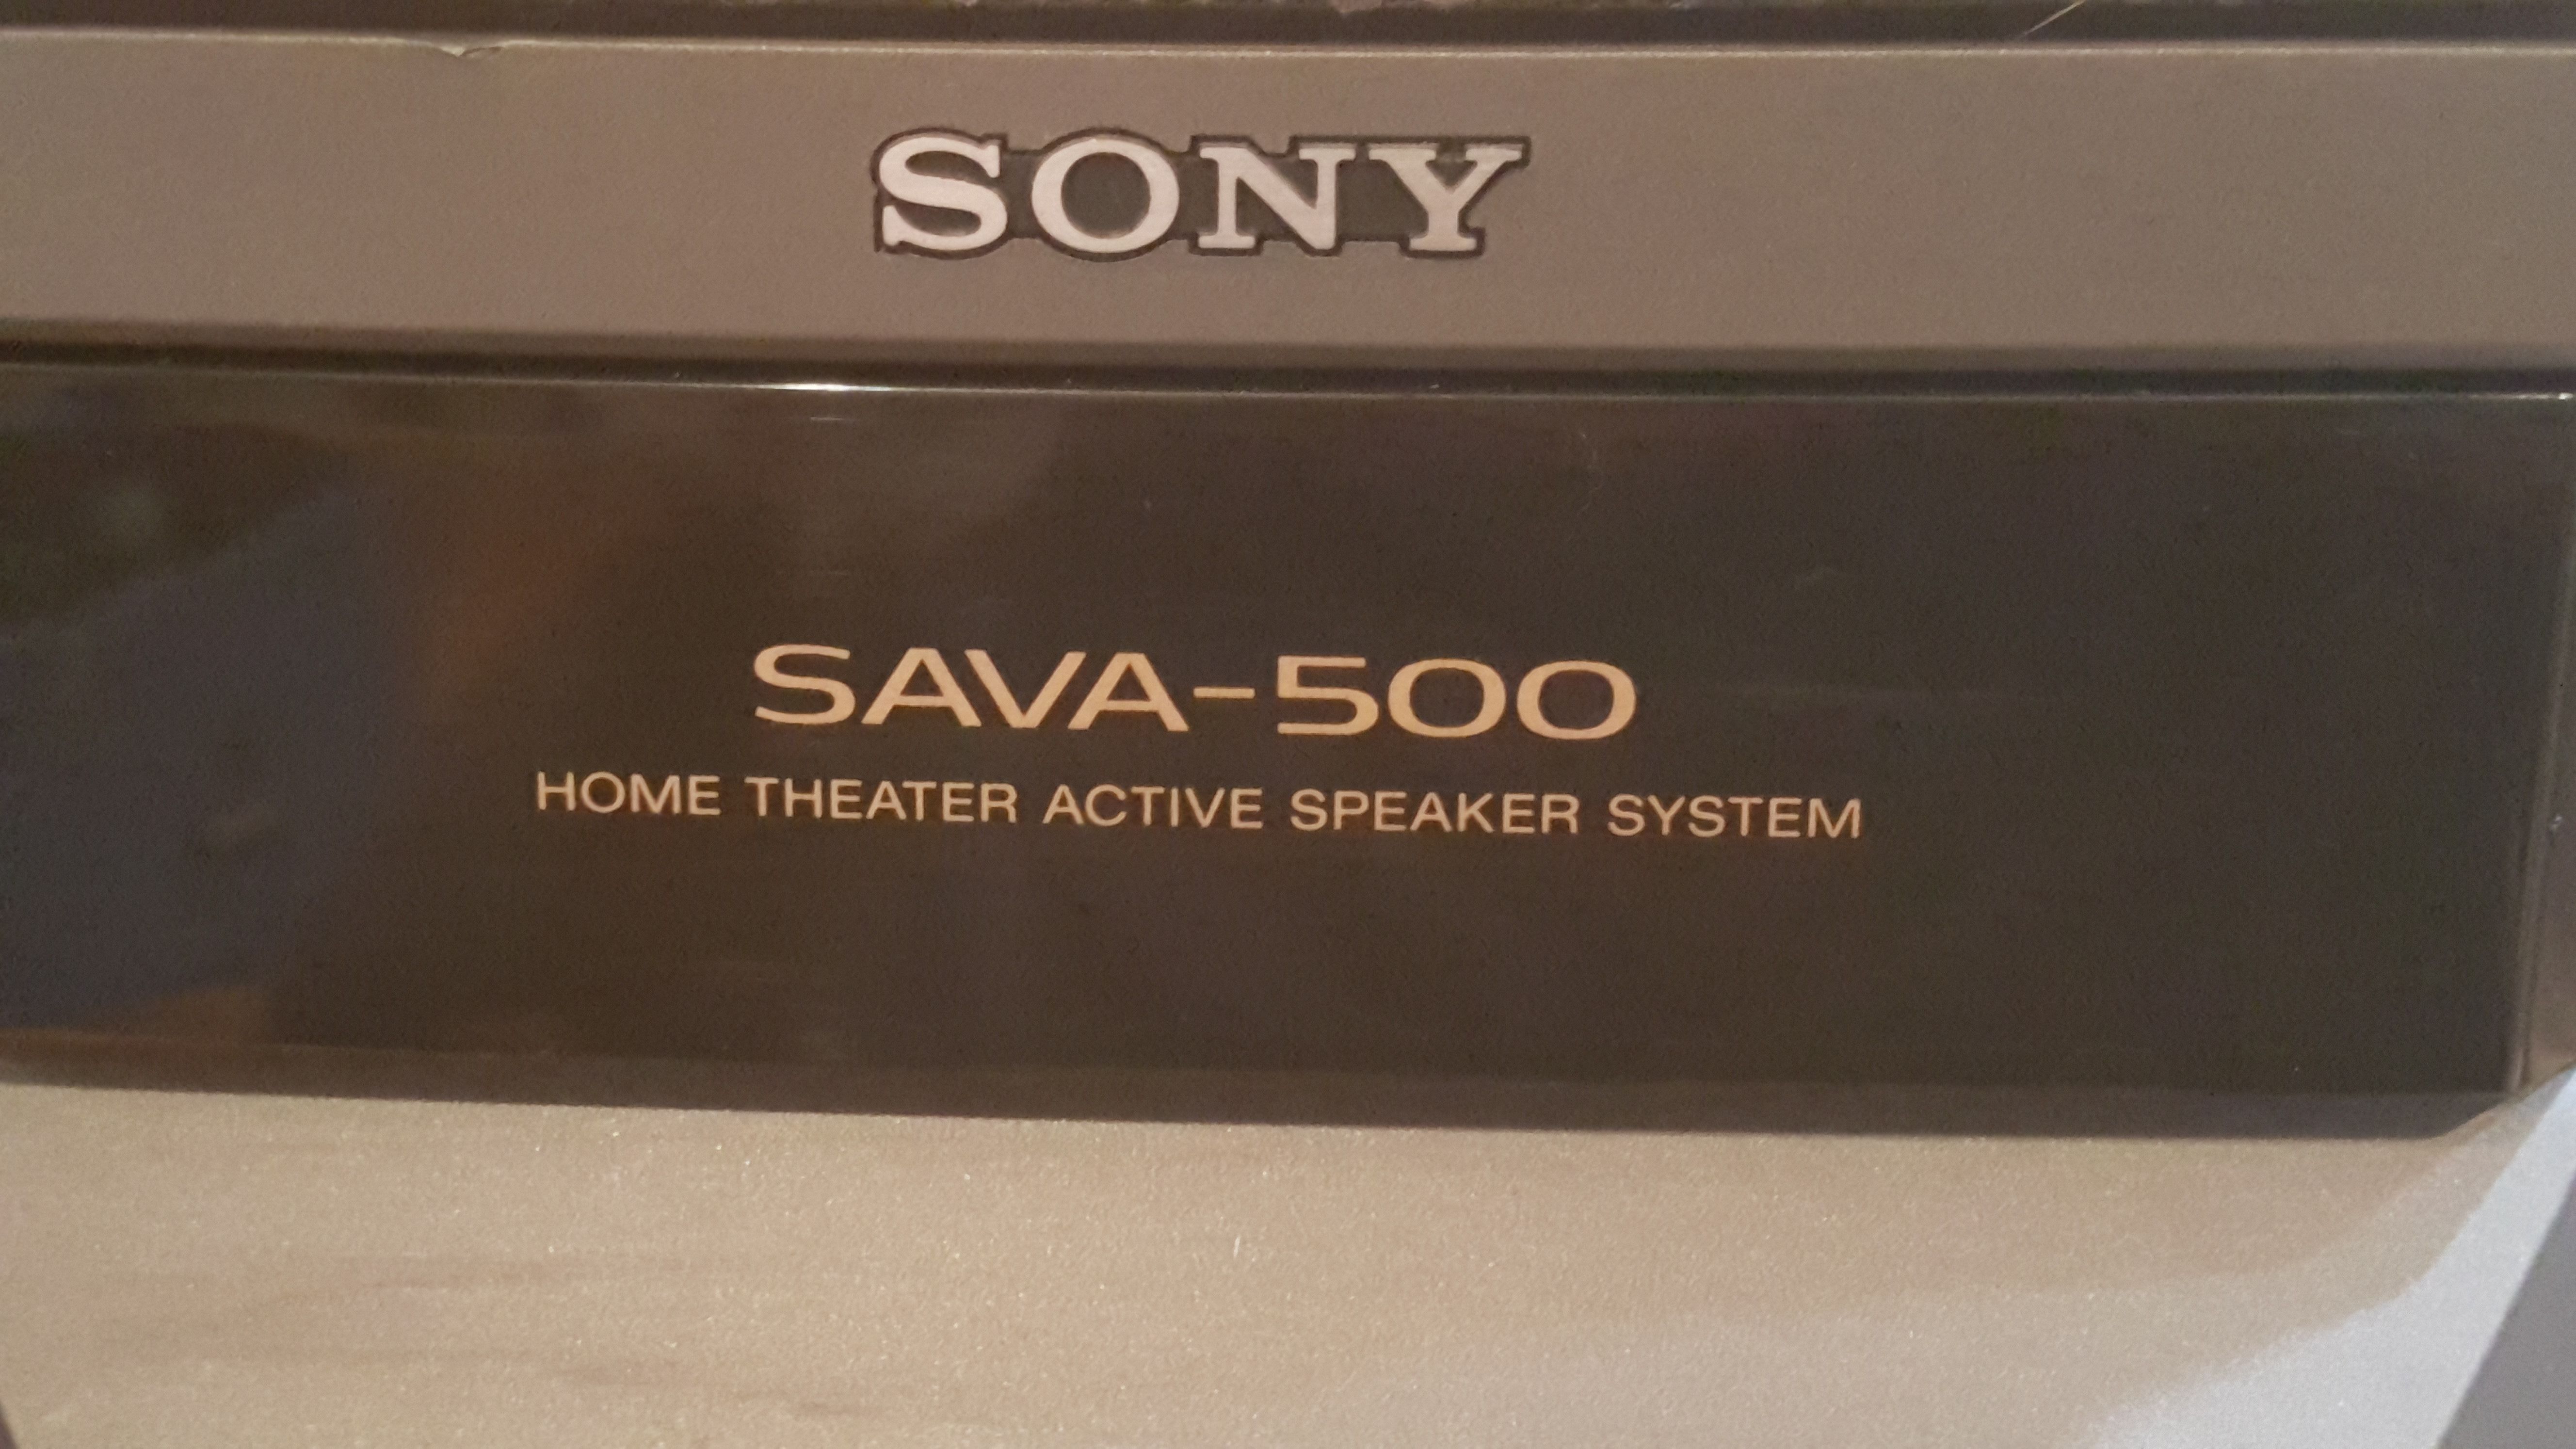 SONY
SAVA-500
HOME THEATER ACTIVE SPEAKER SYSTEM